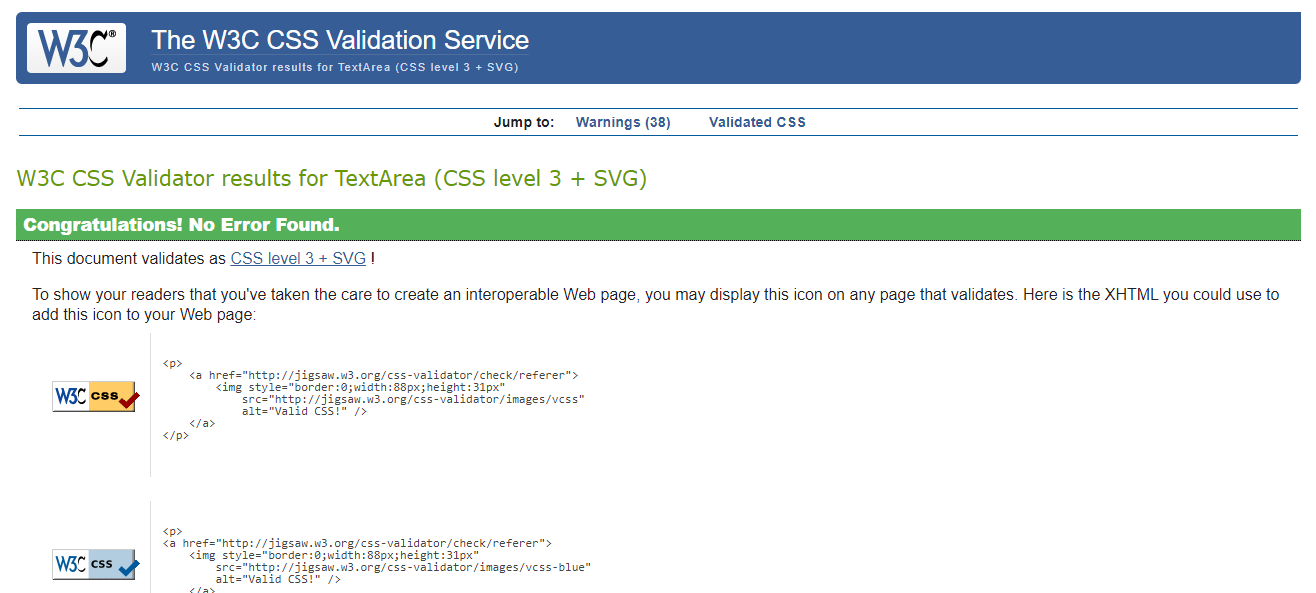 W3C® The W3C CSS Validation Service
W3C CSS Validator results for TextArea (CSS level 3 + SVG)
Jump to: Warnings (38) Validated CSS
W3C CSS Validator results for TextArea (CSS level 3 + SVG)
Congratulations! No Error Found.
This document validates as CSS level 3 + SVG !
To show your readers that you've taken the care to create an interoperable Web page, you may display this icon on any page that validates. Here is the XHTML you could use to
add this icon to your Web page:
W3C css
<p>
    <a href="http://jigsaw.w3.org/css-validator/check/referer">
        <img style="border:0;width:88px;height:31px"
            src="http://jigsaw.w3.org/css-validator/images/vcss"
            alt="Valid CSS!" />
    </a>
</p>
W3C css
<p>
<a href="http://jigsaw.w3.org/css-validator/check/referer">
    <img style="border:0;width:88px;height:31px"
        src="http://jigsaw.w3.org/css-validator/images/vcss-blue"
        alt="Valid CSS!" />
    </a>